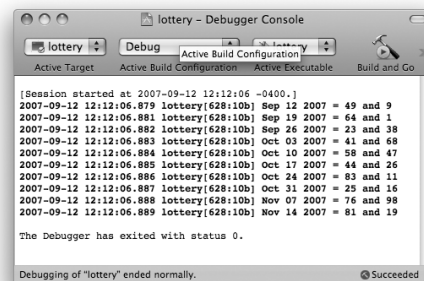 lottery – Debugger Console
lottery
Debug
Active Build Configuration
lottery
Active Target
Active Build Configuration
Active Executable
Build and Go
[Session started at 2007-09-12 12:12:06 -0400.]
2007-09-12 12:12:06.879 lottery[628:10b] Sep 12 2007 = 49 and 9
2007-09-12 12:12:06.881 lottery[628:10b] Sep 19 2007 = 64 and 1
2007-09-12 12:12:06.882 lottery[628:10b] Sep 26 2007 = 23 and 38
2007-09-12 12:12:06.883 lottery[628:10b] Oct 03 2007 = 41 and 68
2007-09-12 12:12:06.884 lottery[628:10b] Oct 10 2007 = 58 and 47
2007-09-12 12:12:06.885 lottery[628:10b] Oct 17 2007 = 44 and 26
2007-09-12 12:12:06.886 lottery[628:10b] Oct 24 2007 = 83 and 11
2007-09-12 12:12:06.887 lottery[628:10b] Oct 31 2007 = 25 and 16
2007-09-12 12:12:06.888 lottery[628:10b] Nov 07 2007 = 76 and 98
2007-09-12 12:12:06.889 lottery[628:10b] Nov 14 2007 = 81 and 19
The Debugger has exited with status 0.
Debugging of "lottery" ended normally.
Succeeded